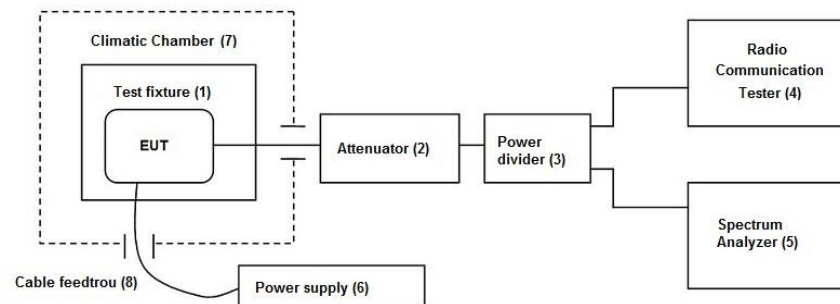 Climatic Chamber (7)
Test fixture (1)
EUT
Attenuator (2)
Power
divider (3)
Radio
Communication
Tester (4)
Spectrum
Analyzer (5)
Cable feedtrou (8)
Power supply (6)